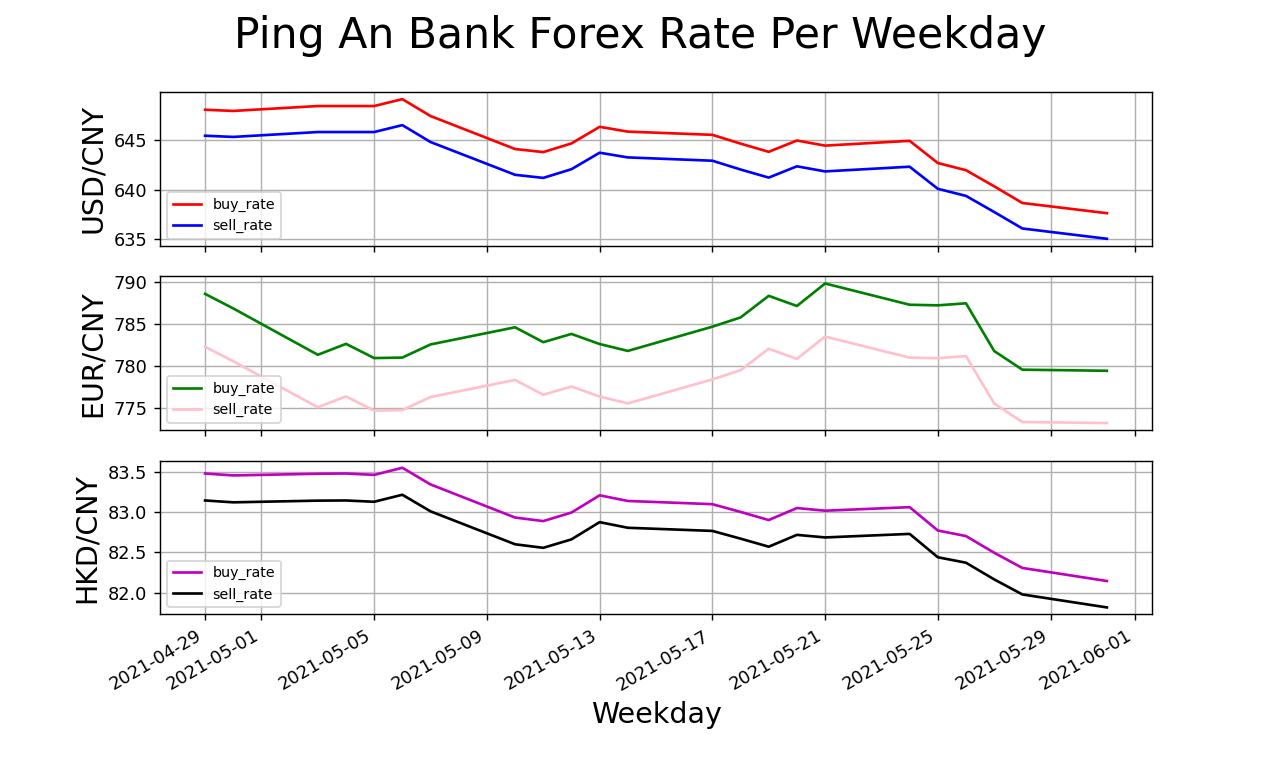 Ping An Bank Forex Rate Per Weekday
USD/CNY
645
640
635
buy_rate
sell_rate
EUR/CNY
790
785
780
775
buy_rate
sell_rate
HKD/CNY
83.5
83.0
82.5
82.0
buy_rate
sell_rate
2021-04-29
2021-05-01
2021-05-05
2021-05-09
2021-05-13
2021-05-17
2021-05-21
2021-05-25
2021-05-29
2021-06-01
Weekday